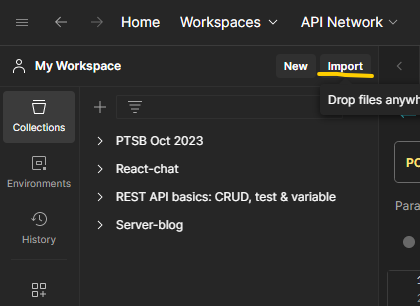 Home Workspaces API Network
My Workspace New Import
Drop files anywh
Collections
PTSB Oct 2023
React-chat
Environments
REST API basics: CRUD, test & variable
Server-blog
History
PO
Para